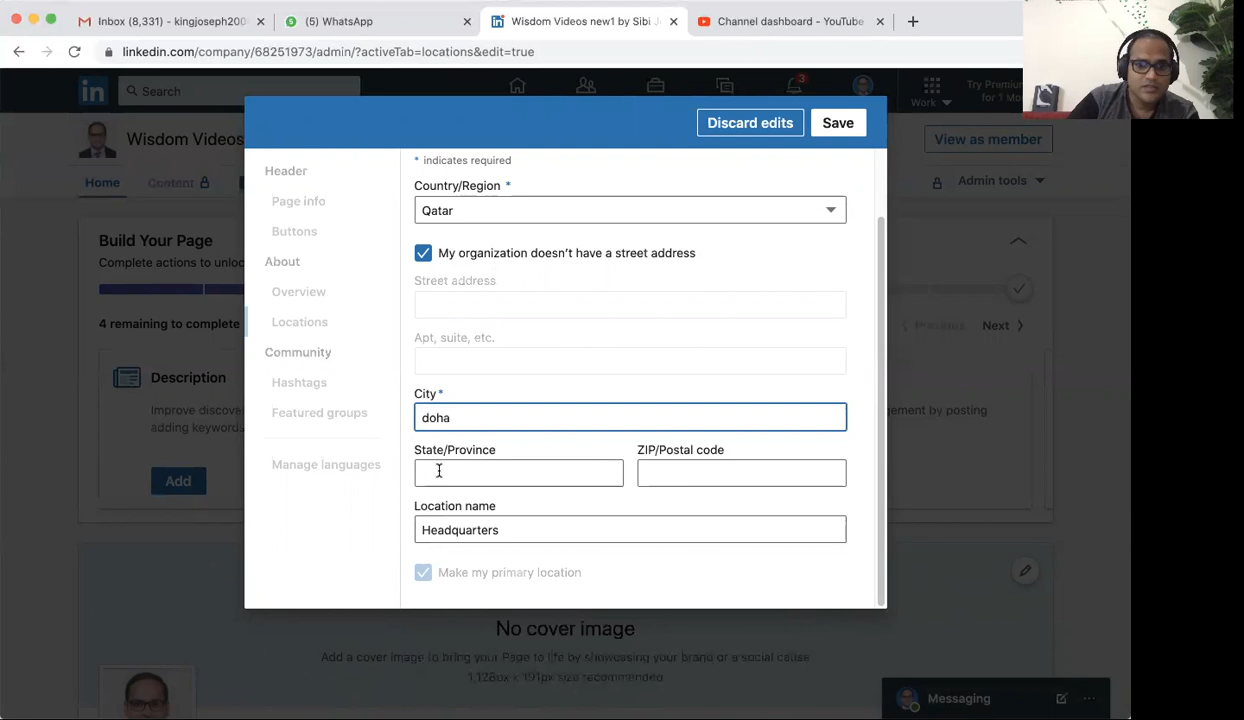 Inbox (8,331) - kingjoseph200
(5) WhatsApp
Wisdom Videos new1 by Sibi J
Channel dashboard - YouTube
linkedin.com/company/68251973/admin/?activeTab=locations&edit=true
in
Search
3
Work
Try Premium
for 1 Mo
Wisdom Videos
Discard edits
Save
View as member
Home
Content
Admin tools
Header
Page info
Buttons
About
Overview
Locations
Community
Hashtags
Featured groups
Manage languages
* indicates required
Country/Region *
Qatar
My organization doesn't have a street address
Street address
Apt, suite, etc.
City*
doha
State/Province
ZIP/Postal code
Location name
Headquarters
Make my primary location
Build Your Page
Complete actions to unloc
4 remaining to complete
Previous
Next
Description
Improve discov
adding keyword
Add
gement by posting
No cover image
Add a cover image to bring your Page to life by showcasing your brand or a social cause
1,128px x 191px size recommended
Messaging